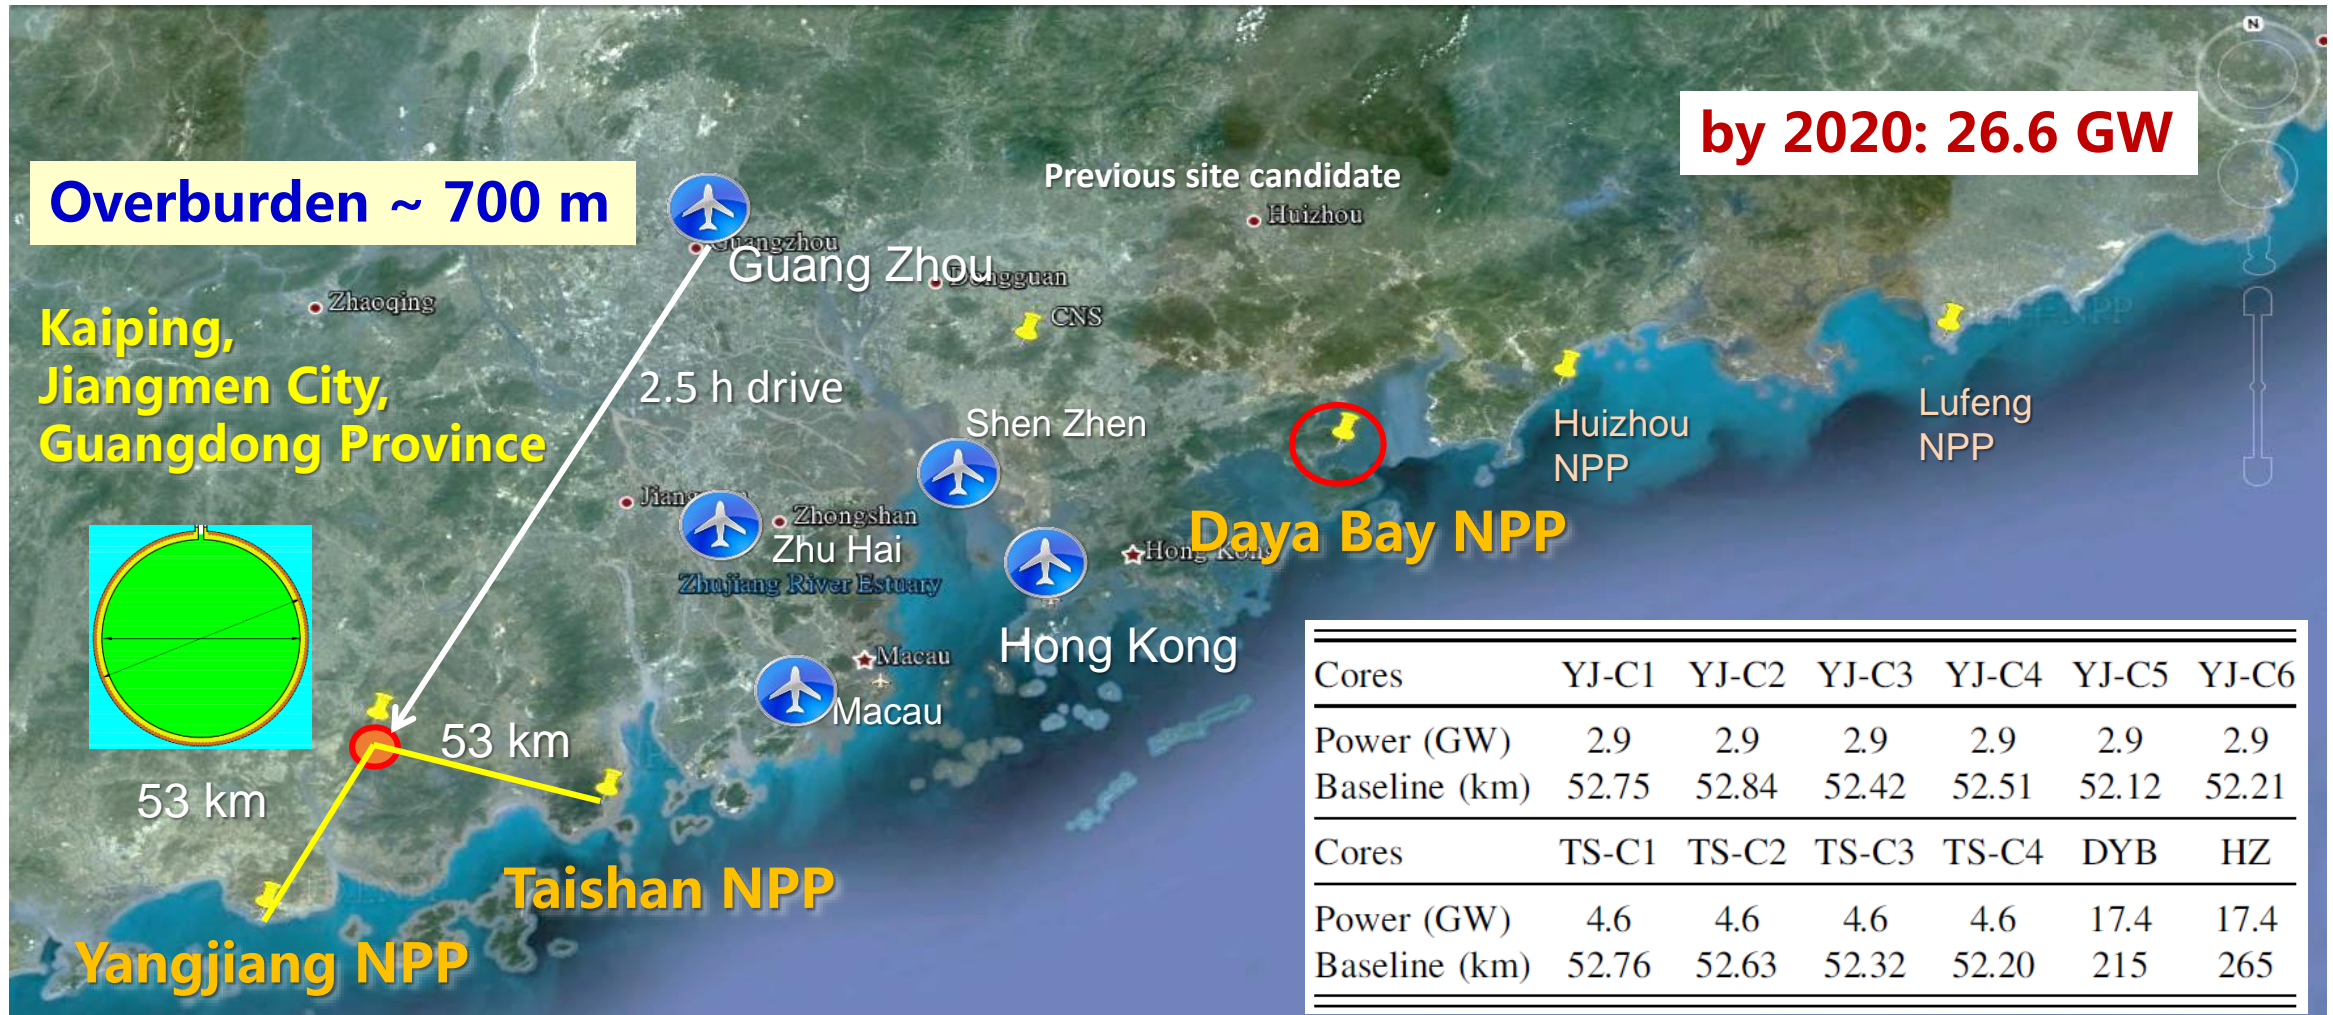 N
by 2020: 26.6 GW
Previous site candidate
Overburden ~ 700 m
Huizhou
Guangzhou
Guang Zhou
Dongguan
Zhaoqing
CNS
Kaiping,
Jiangmen City,
Guangdong Province
2.5 h drive
Shen Zhen
Huizhou
NPP
Lufeng
NPP
Zhongshan
Zhu Hai
Zhujiang River Estuary
Daya Bay NPP
Hong Kong
Hong Kong
Macau
Macau
53 km
53 km
Taishan NPP
Yangjiang NPP
Cores YJ-C1 YJ-C2 YJ-C3 YJ-C4 YJ-C5 YJ-C6
Power (GW) 2.9 2.9 2.9 2.9 2.9 2.9
Baseline (km) 52.75 52.84 52.42 52.51 52.12 52.21
Cores TS-C1 TS-C2 TS-C3 TS-C4 DYB HZ
Power (GW) 4.6 4.6 4.6 4.6 17.4 17.4
Baseline (km) 52.76 52.63 52.32 52.20 215 265